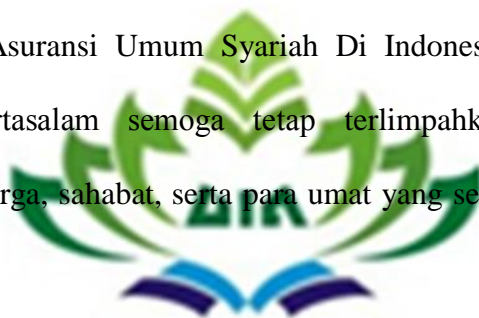 Asuransi Umum Syariah Di Indones
rtasalam semoga tetap terlimpahk
rga, sahabat, serta para umat yang se